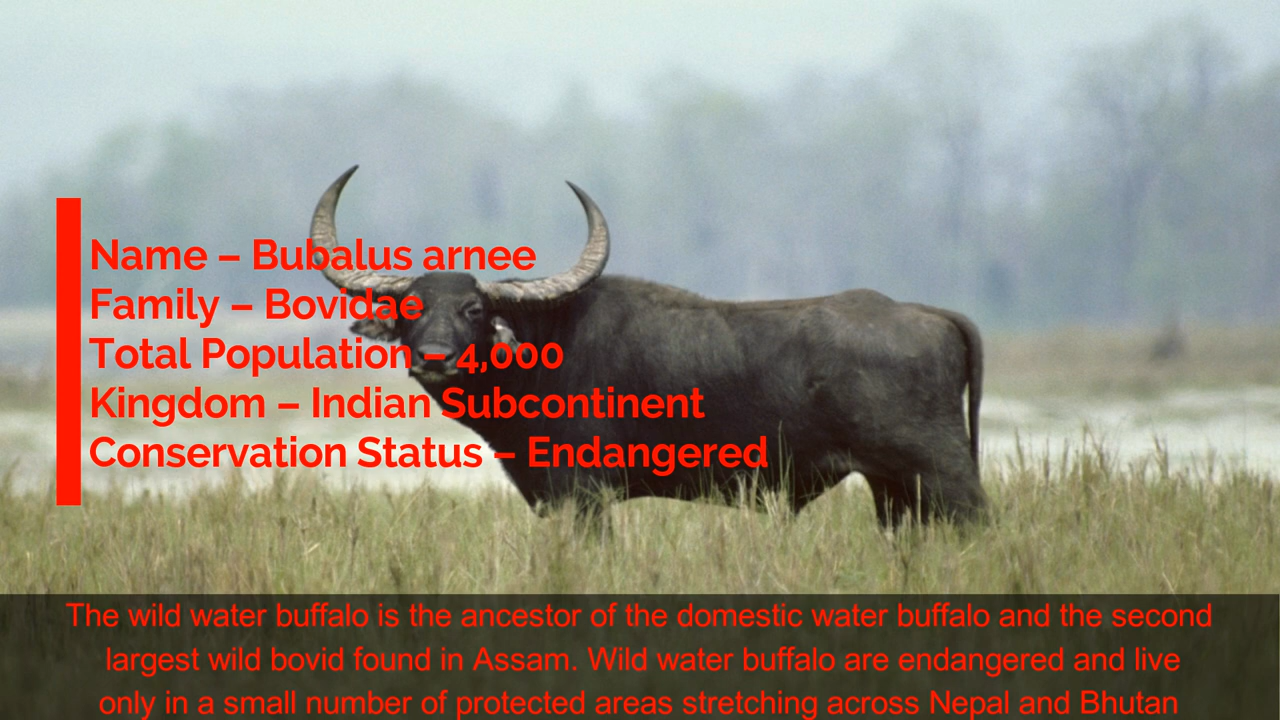 Name – Bubalus arnee
Family – Bovidae
Total Population – 4,000
Kingdom – Indian Subcontinent
Conservation Status – Endangered
The wild water buffalo is the ancestor of the domestic water buffalo and the second
largest wild bovid found in Assam. Wild water buffalo are endangered and live
only in a small number of protected areas stretching across Nepal and Bhutan